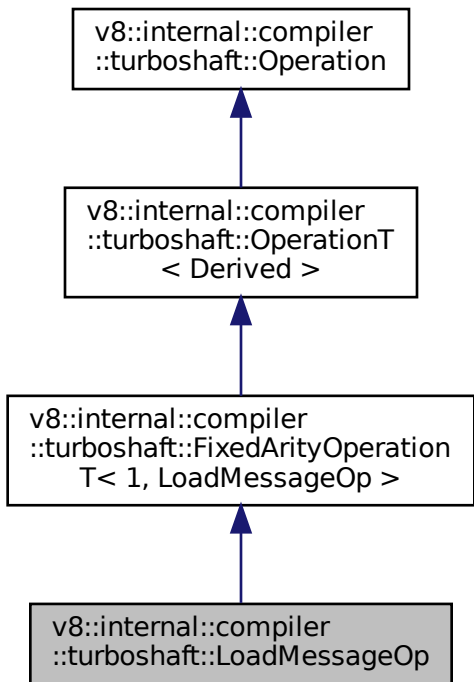 v8::internal::compiler
::turboshaft::Operation
v8::internal::compiler
::turboshaft::OperationT
< Derived >
v8::internal::compiler
::turboshaft::FixedArityOperation
T< 1, LoadMessageOp >
v8::internal::compiler
::turboshaft::LoadMessageOp